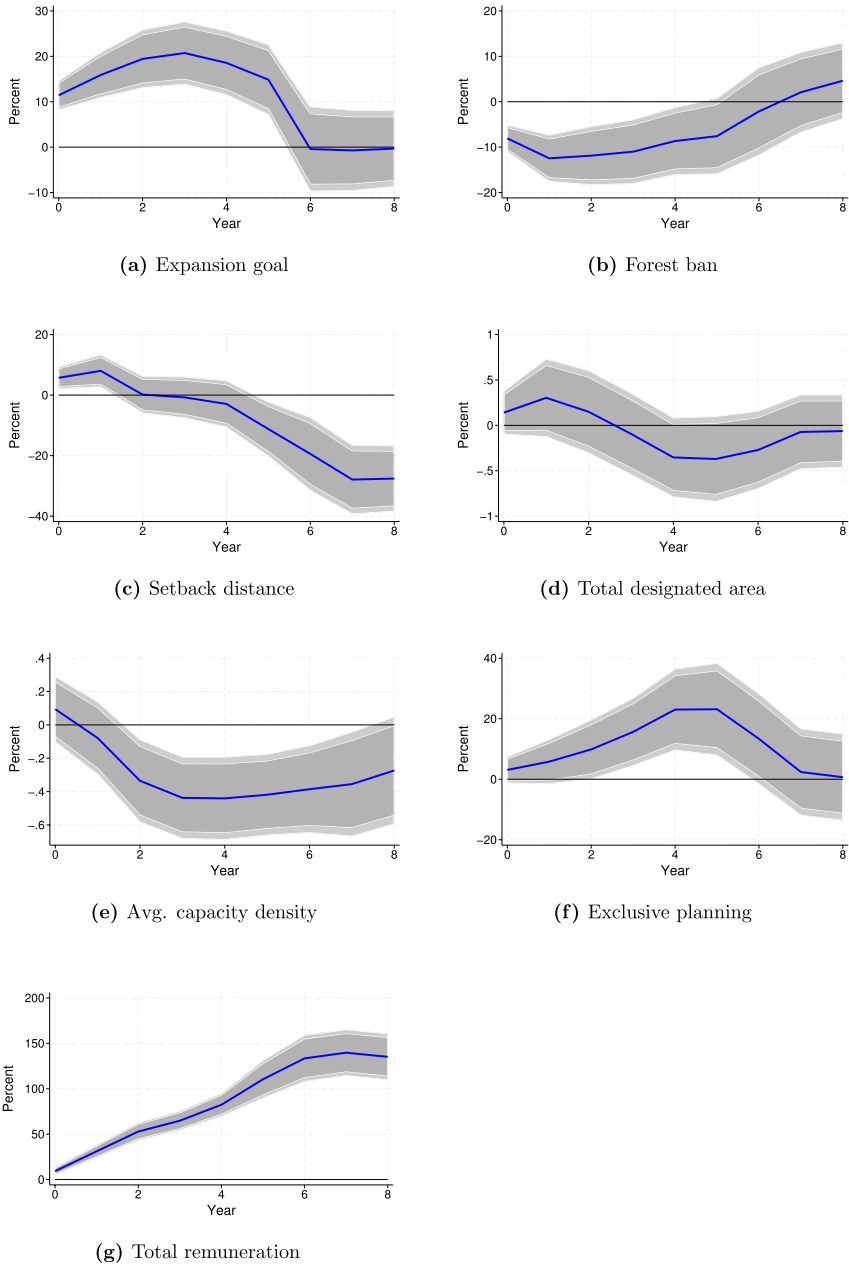 30
20
10
0
−10
Percent
0 2 4 6 8
Year
(a) Expansion goal
20
10
0
−10
−20
Percent
0 2 4 6 8
Year
(b) Forest ban
20
0
−20
−40
Percent
0 2 4 6 8
Year
(c) Setback distance
1
.5
0
−.5
−1
Percent
0 2 4 6 8
Year
(d) Total designated area
.4
.2
0
−.2
−.4
−.6
Percent
0 2 4 6 8
Year
(e) Avg. capacity density
40
20
0
−20
Percent
0 2 4 6 8
Year
(f) Exclusive planning
200
150
100
50
0
Percent
0 2 4 6 8
Year
(g) Total remuneration